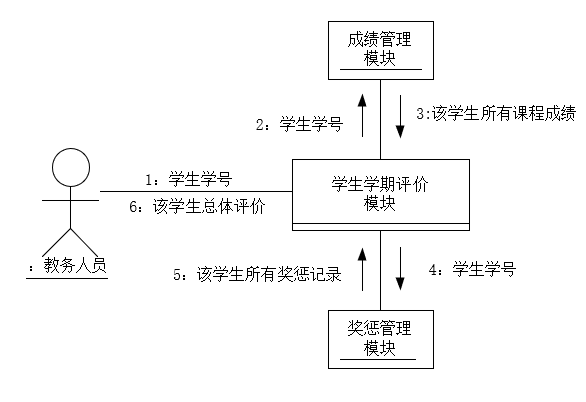 成绩管理
模块
2：学生学号
3:该学生所有课程成绩
1：学生学号
学生学期评价
模块
6：该学生总体评价
：教务人员
5：该学生所有奖惩记录
4：学生学号
奖惩管理
模块